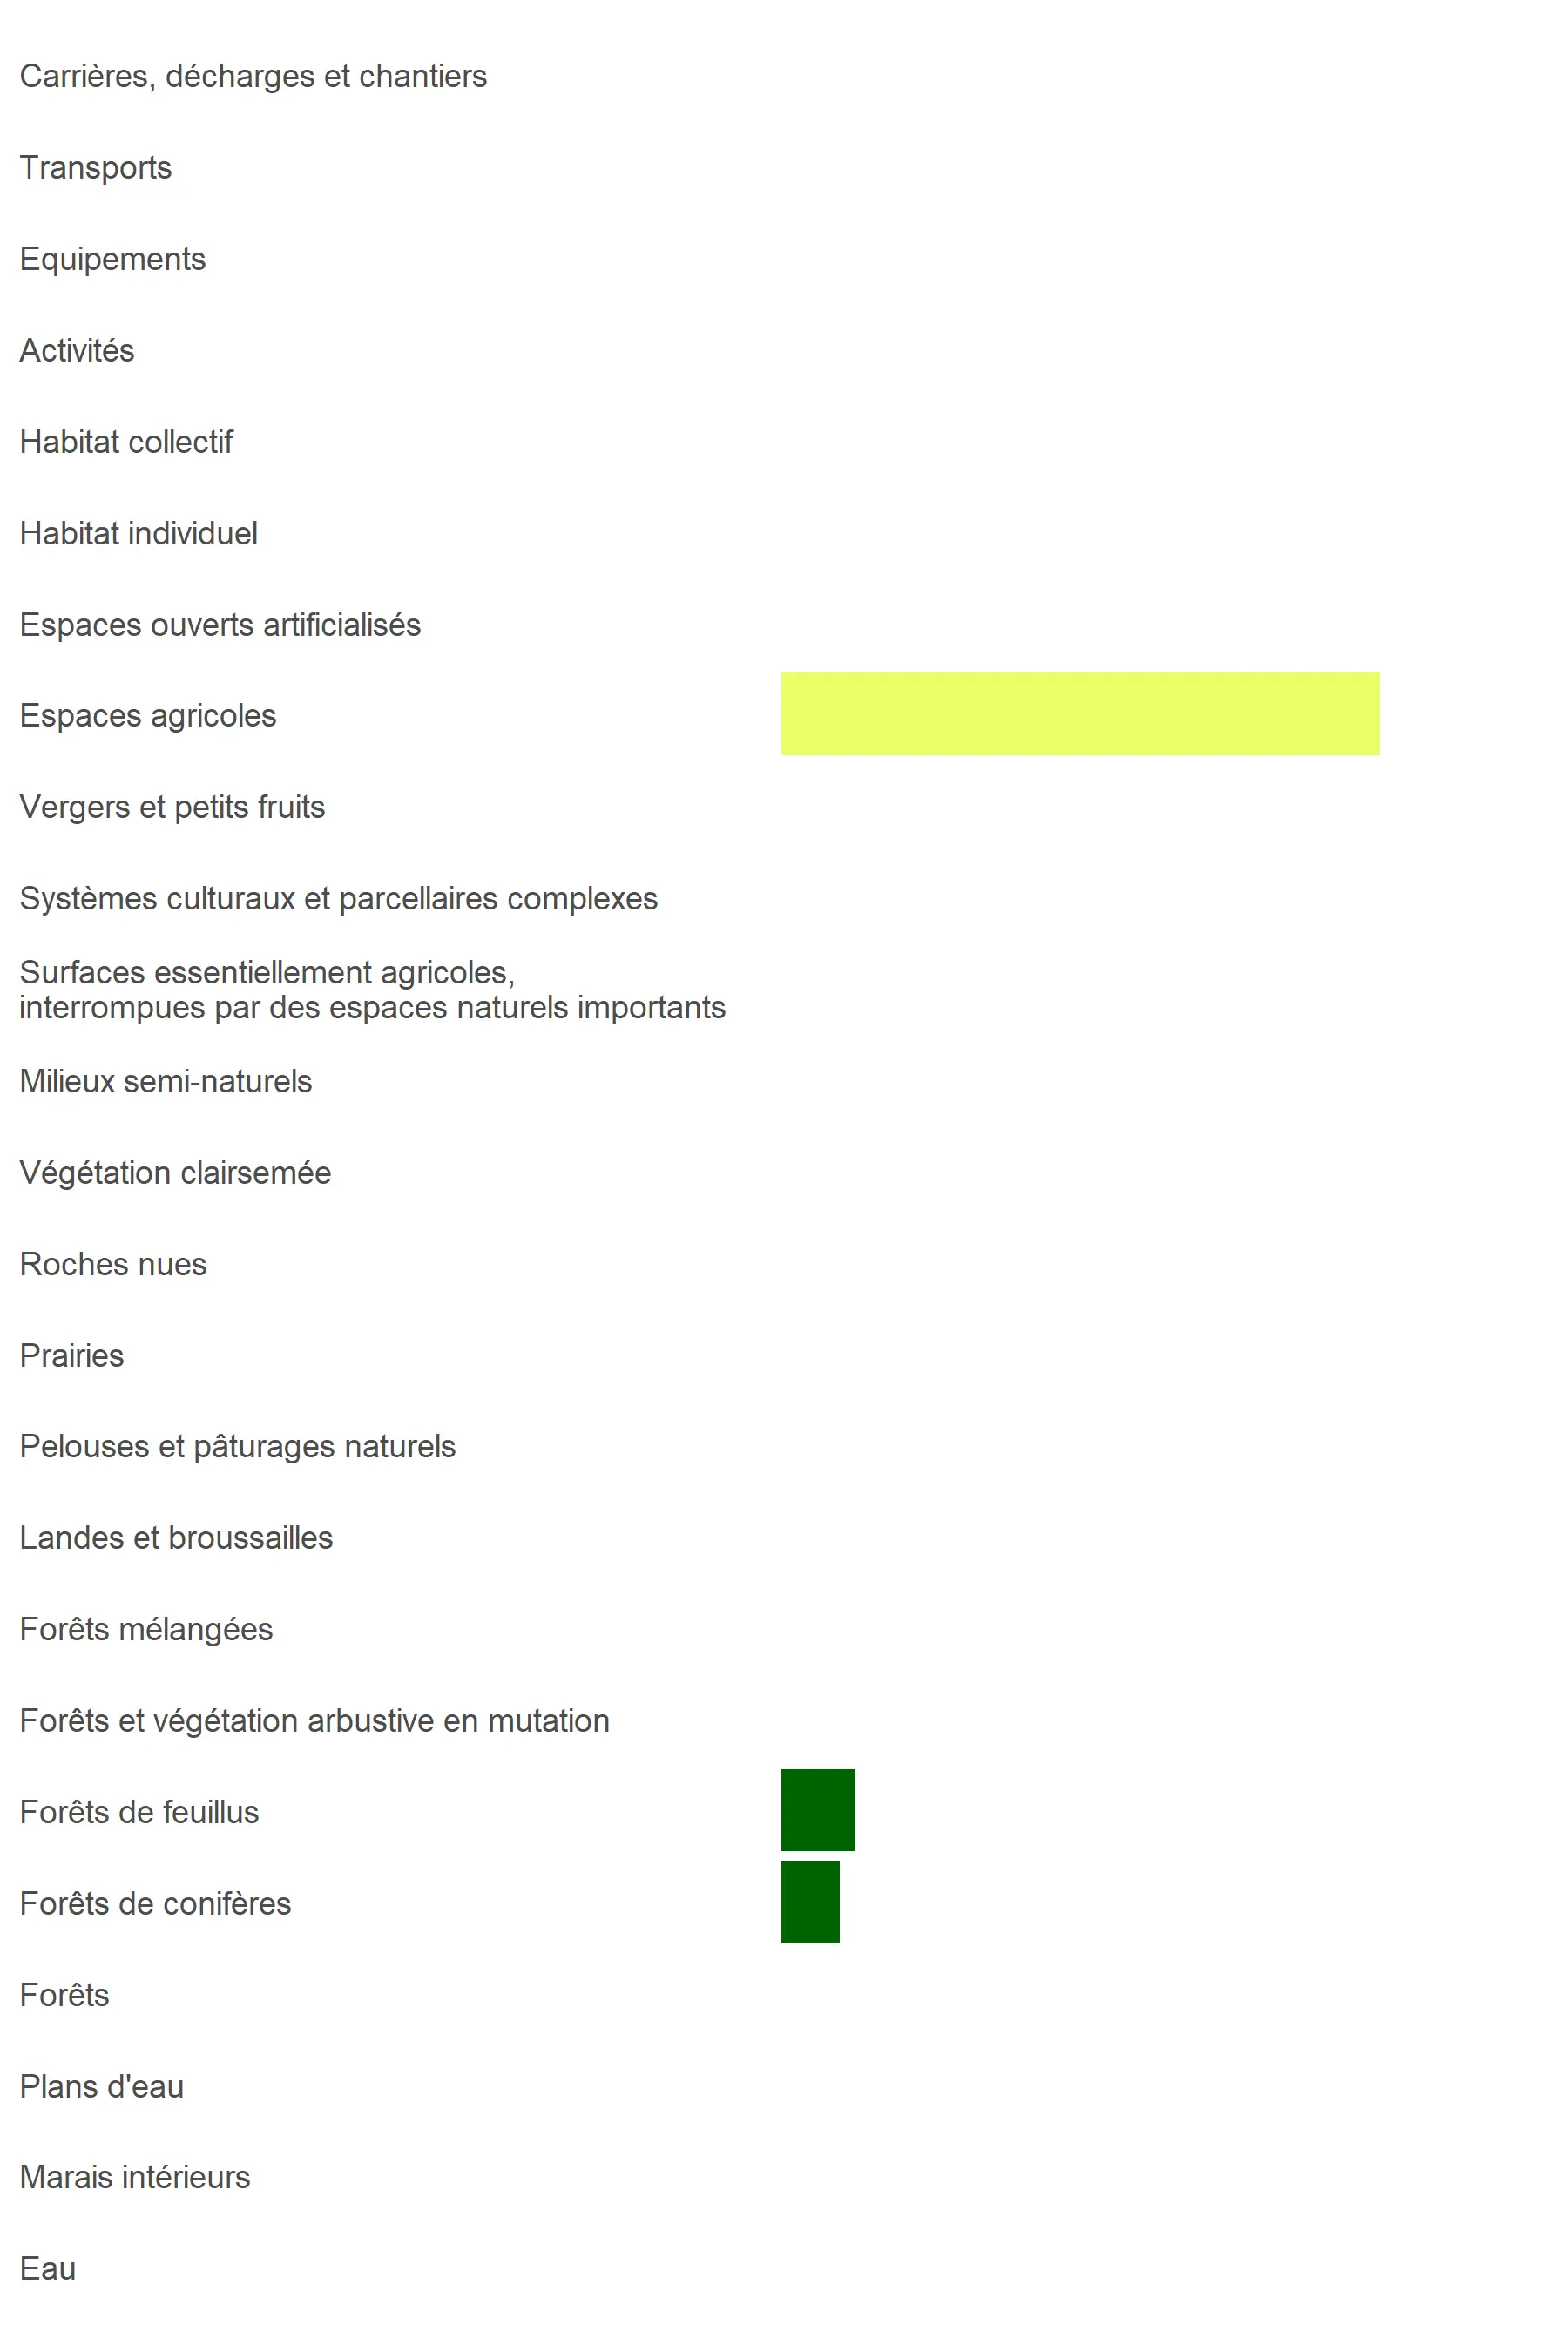 Carrières, décharges et chantiers
Transports
Equipements
Activités
Habitat collectif
Habitat individuel
Espaces ouverts artificialisés
Espaces agricoles
Vergers et petits fruits
Systèmes culturaux et parcellaires complexes
Surfaces essentiellement agricoles,
interrompues par des espaces naturels importants
Milieux semi-naturels
Végétation clairsemée
Roches nues
Prairies
Pelouses et pâturages naturels
Landes et broussailles
Forêts mélangées
Forêts et végétation arbustive en mutation
Forêts de feuillus
Forêts de conifères
Forêts
Plans d'eau
Marais intérieurs
Eau